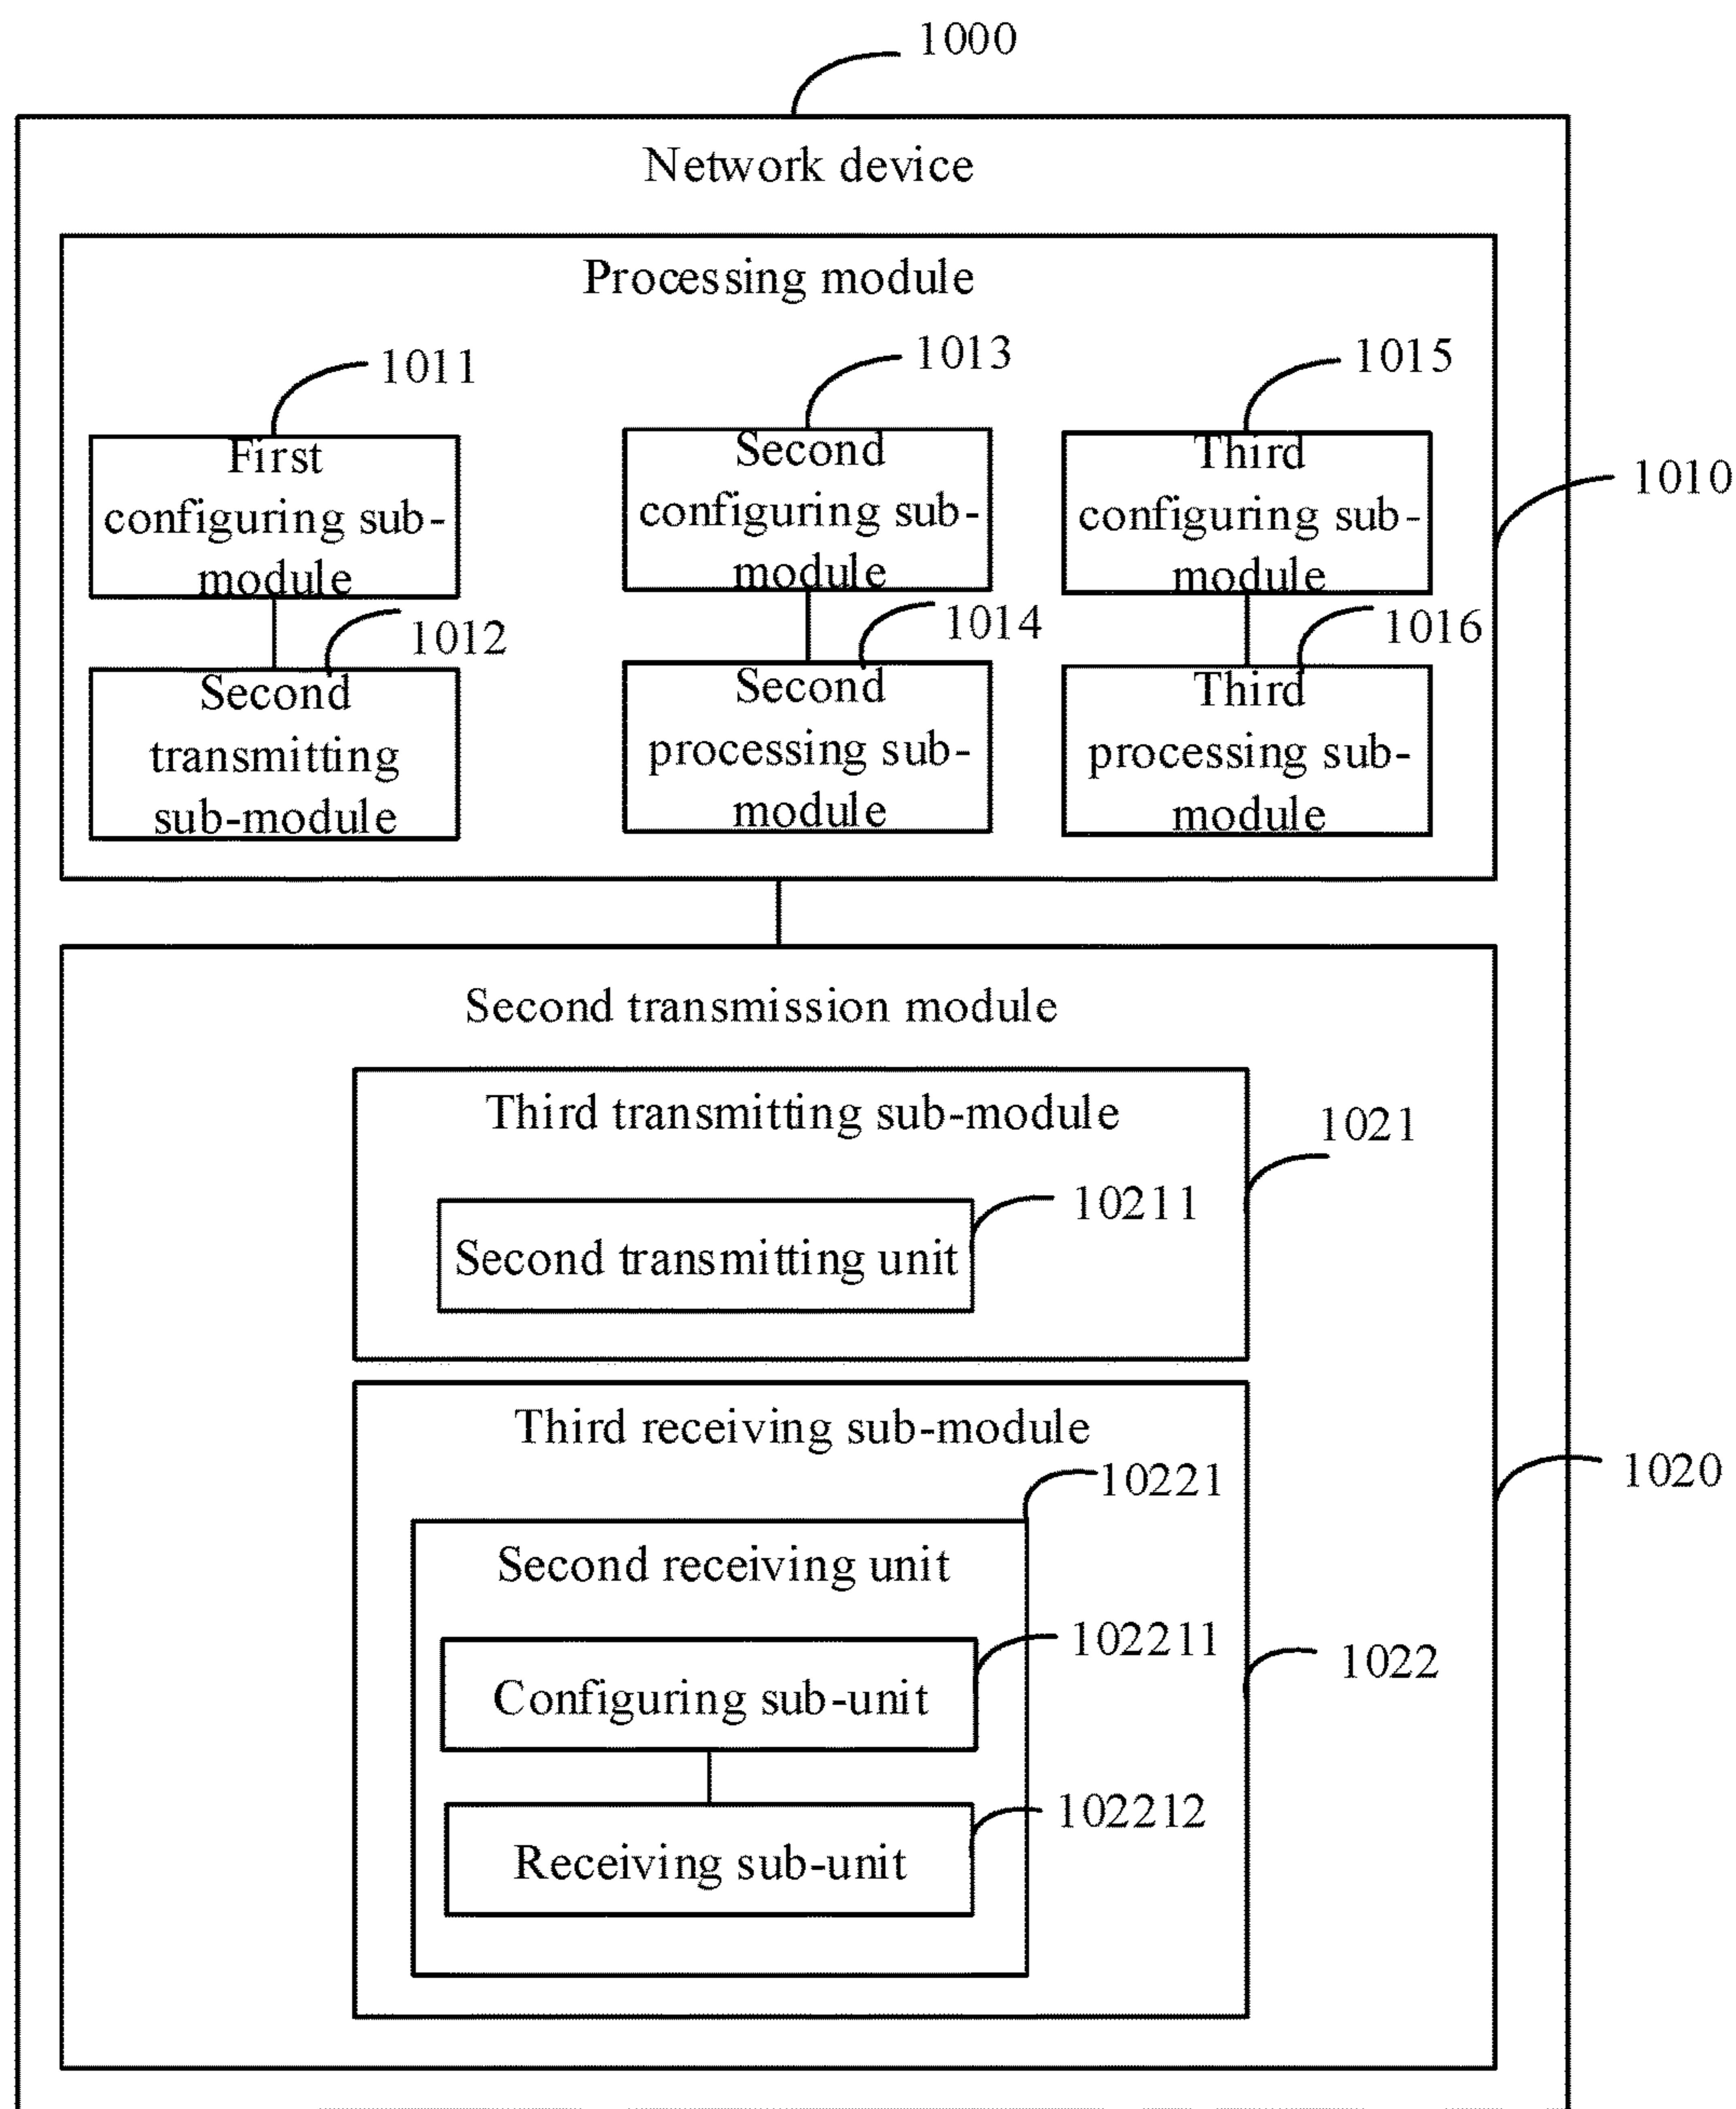 1000
Network device
Processing module
1011
1013
1015
First
configuring sub-
module
Second
configuring sub-
module
Third
configuring sub-
module
1010
1012
1014
1016
Second
transmitting
sub-module
Second
processing sub-
module
Third
processing sub-
module
Second transmission module
Third transmitting sub-module
1021
10211
Second transmitting unit
Third receiving sub-module
10221
1020
Second receiving unit
102211
1022
Configuring sub-unit
102212
Receiving sub-unit